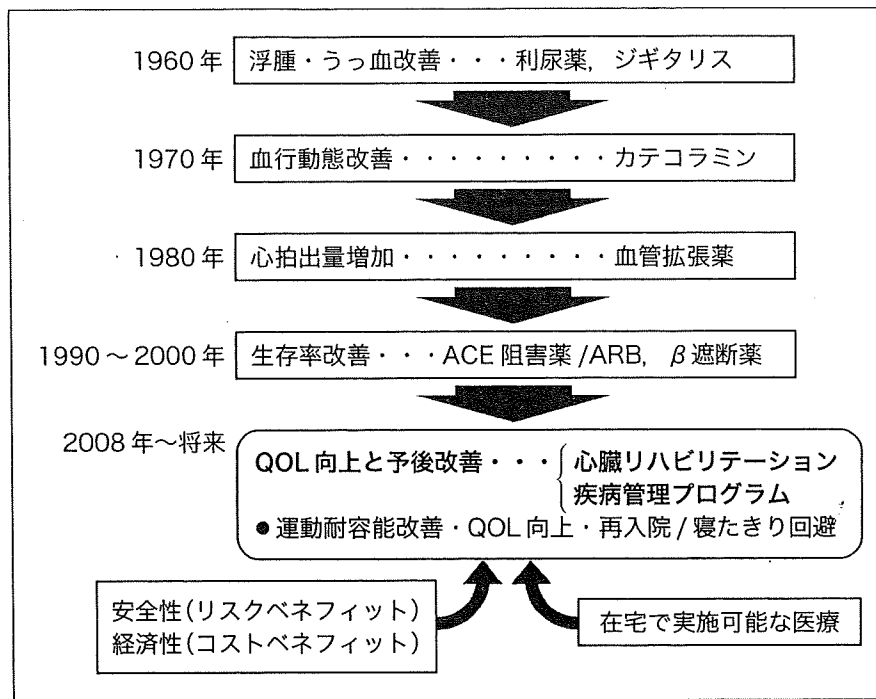 1960年 浮腫・うっ血改善・・・利尿薬，ジギタリス
1970年 血行動態改善・・・・・・・・・カテコラミン
1980年 心拍出量増加・・・・・・・・・血管拡張薬
1990〜2000年 生存率改善・・・ACE阻害薬/ARB，β遮断薬
2008年〜将来
QOL向上と予後改善・・・心臓リハビリテーション
疾病管理プログラム
●運動耐容能改善・QOL向上・再入院/寝たきり回避
安全性(リスクベネフィット)
経済性(コストベネフィット)
在宅で実施可能な医療